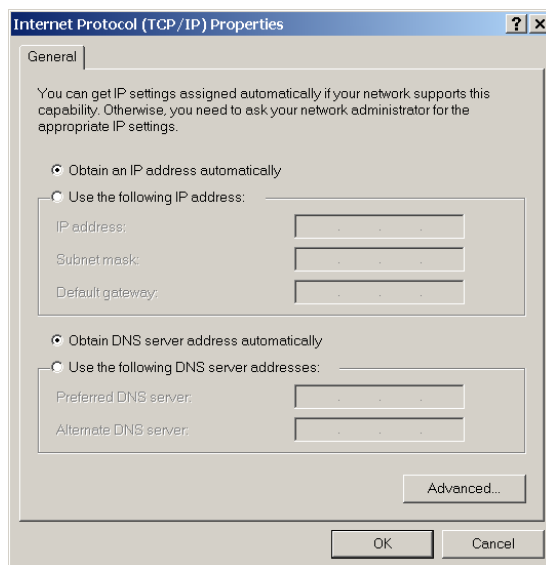 Internet Protocol (TCP/IP) Properties
General
You can get IP settings assigned automatically if your network supports this
capability. Otherwise, you need to ask your network administrator for the
appropriate IP settings.
Obtain an IP address automatically
Use the following IP address:
IP address:
Subnet mask:
Default gateway:
Obtain DNS server address automatically
Use the following DNS server addresses:
Preferred DNS server:
Alternate DNS server:
Advanced...
OK Cancel